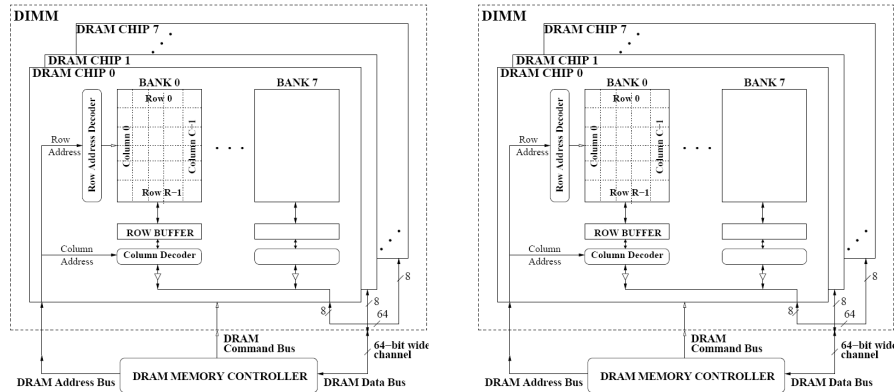 DIMM
DRAM CHIP 7
DRAM CHIP 1
DRAM CHIP 0
BANK 0
BANK 7
Row 0
Row Address Decoder
Column 0
Column C−1
Row
Address
Row R−1
ROW BUFFER
Column
Address
Column Decoder
8
8
8
64
DRAM
Command Bus
64−bit wide
channel
DRAM Address Bus
DRAM MEMORY CONTROLLER
DRAM Data Bus
DIMM
DRAM CHIP 7
DRAM CHIP 1
DRAM CHIP 0
BANK 0
BANK 7
Row 0
Row Address Decoder
Column 0
Column C−1
Row
Address
Row R−1
ROW BUFFER
Column
Address
Column Decoder
8
8
8
64
DRAM
Command Bus
64−bit wide
channel
DRAM Address Bus
DRAM MEMORY CONTROLLER
DRAM Data Bus